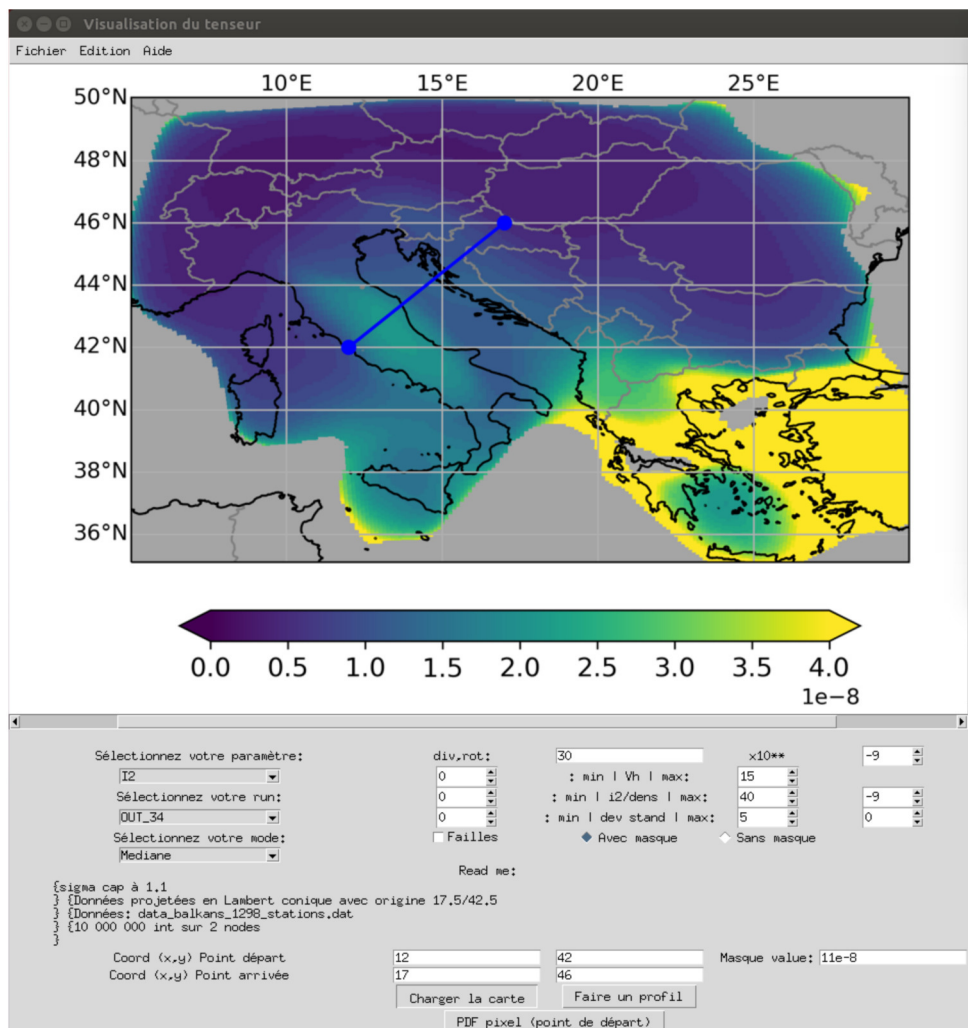 Visualisation du tenseur
Fichier Edition Aide
10°E 15°E 20°E 25°E
50°N
48°N
46°N
44°N
42°N
40°N
38°N
36°N
0.0 0.5 1.0 1.5 2.0 2.5 3.0 3.5 4.0
1e-8
Sélectionnez votre paramètre: div,rot: 30 x10** -9
I2 0 : min | Vh | max: 15
Sélectionnez votre run: 0 : min | i2/dens | max: 40 -9
OUT_34 0 : min | dev stand | max: 5 0
Sélectionnez votre mode: Failles Avec masque Sans masque
Mediane
Read me:
{sigma cap à 1.1
} {Données projetées en Lambert conique avec origine 17.5/42.5
} {Données: data_balkans_1298_stations.dat
} {10 000 000 int sur 2 nodes
}
Coord (x,y) Point départ 12 42 Masque value: 11e-8
Coord (x,y) Point arrivée 17 46
Charger la carte Faire un profil
PDF pixel (point de départ)